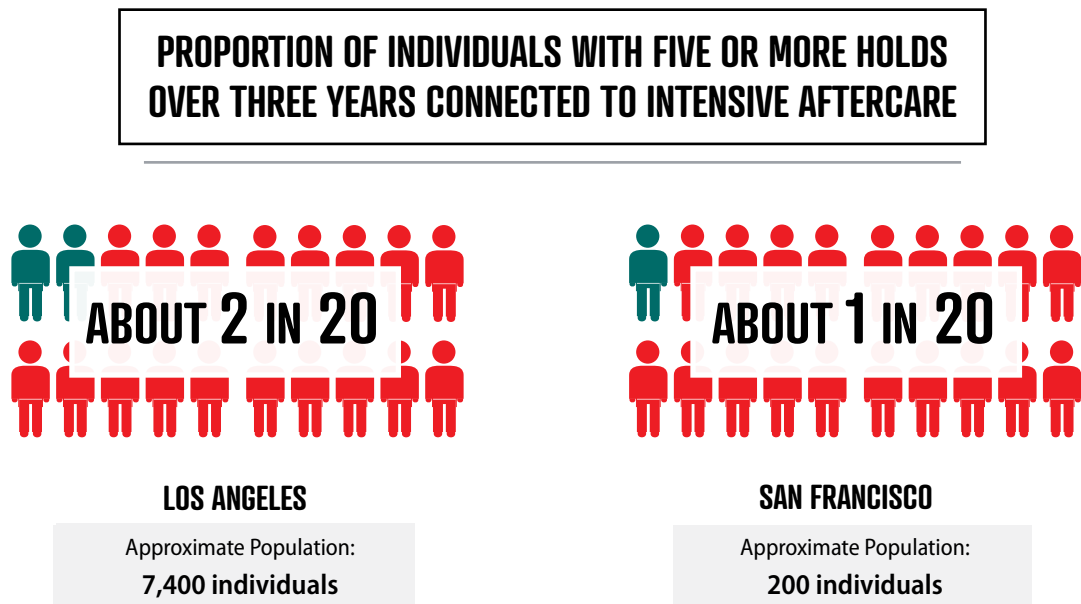 PROPORTION OF INDIVIDUALS WITH FIVE OR MORE HOLDS
OVER THREE YEARS CONNECTED TO INTENSIVE AFTERCARE
ABOUT 2 IN 20
ABOUT 1 IN 20
LOS ANGELES
SAN FRANCISCO
Approximate Population:
7,400 individuals
Approximate Population:
200 individuals